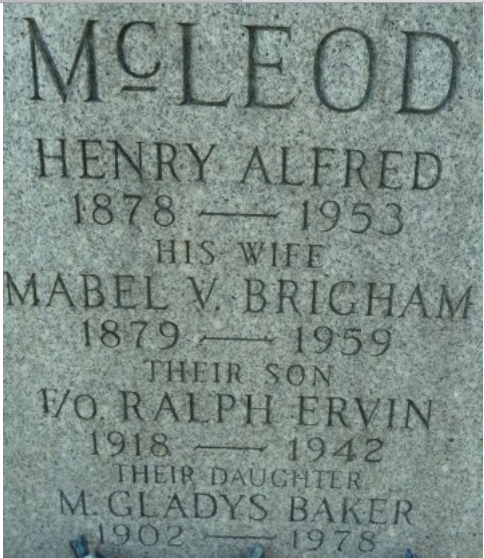 McLEOD
HENRY ALFRED
1878 — 1953
HIS WIFE
MABEL V. BRIGHAM
1879 — 1959
THEIR SON
F/O. RALPH ERVIN
1918 — 1942
THEIR DAUGHTER
M. GLADYS BAKER
1902 — 1978